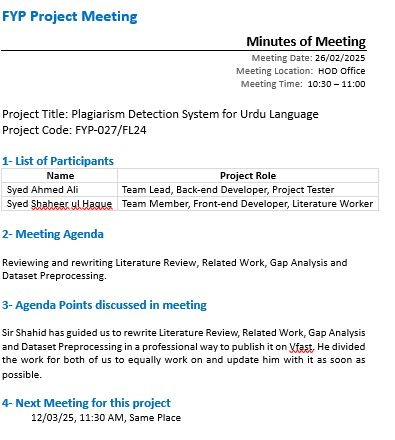 FYP Project Meeting
Minutes of Meeting
Meeting Date: 26/02/2025
Meeting Location: HOD Office
Meeting Time: 10:30 – 11:00
Project Title: Plagiarism Detection System for Urdu Language
Project Code: FYP-027/FL24
1- List of Participants
Name Project Role
Syed Ahmed Ali Team Lead, Back-end Developer, Project Tester
Syed Shaheer ul Haque Team Member, Front-end Developer, Literature Worker
2- Meeting Agenda
Reviewing and rewriting Literature Review, Related Work, Gap Analysis and
Dataset Preprocessing.
3- Agenda Points discussed in meeting
Sir Shahid has guided us to rewrite Literature Review, Related Work, Gap Analysis
and Dataset Preprocessing in a professional way to publish it on Vfast. He divided
the work for both of us to equally work on and update him with it as soon as
possible.
4- Next Meeting for this project
12/03/25, 11:30 AM, Same Place